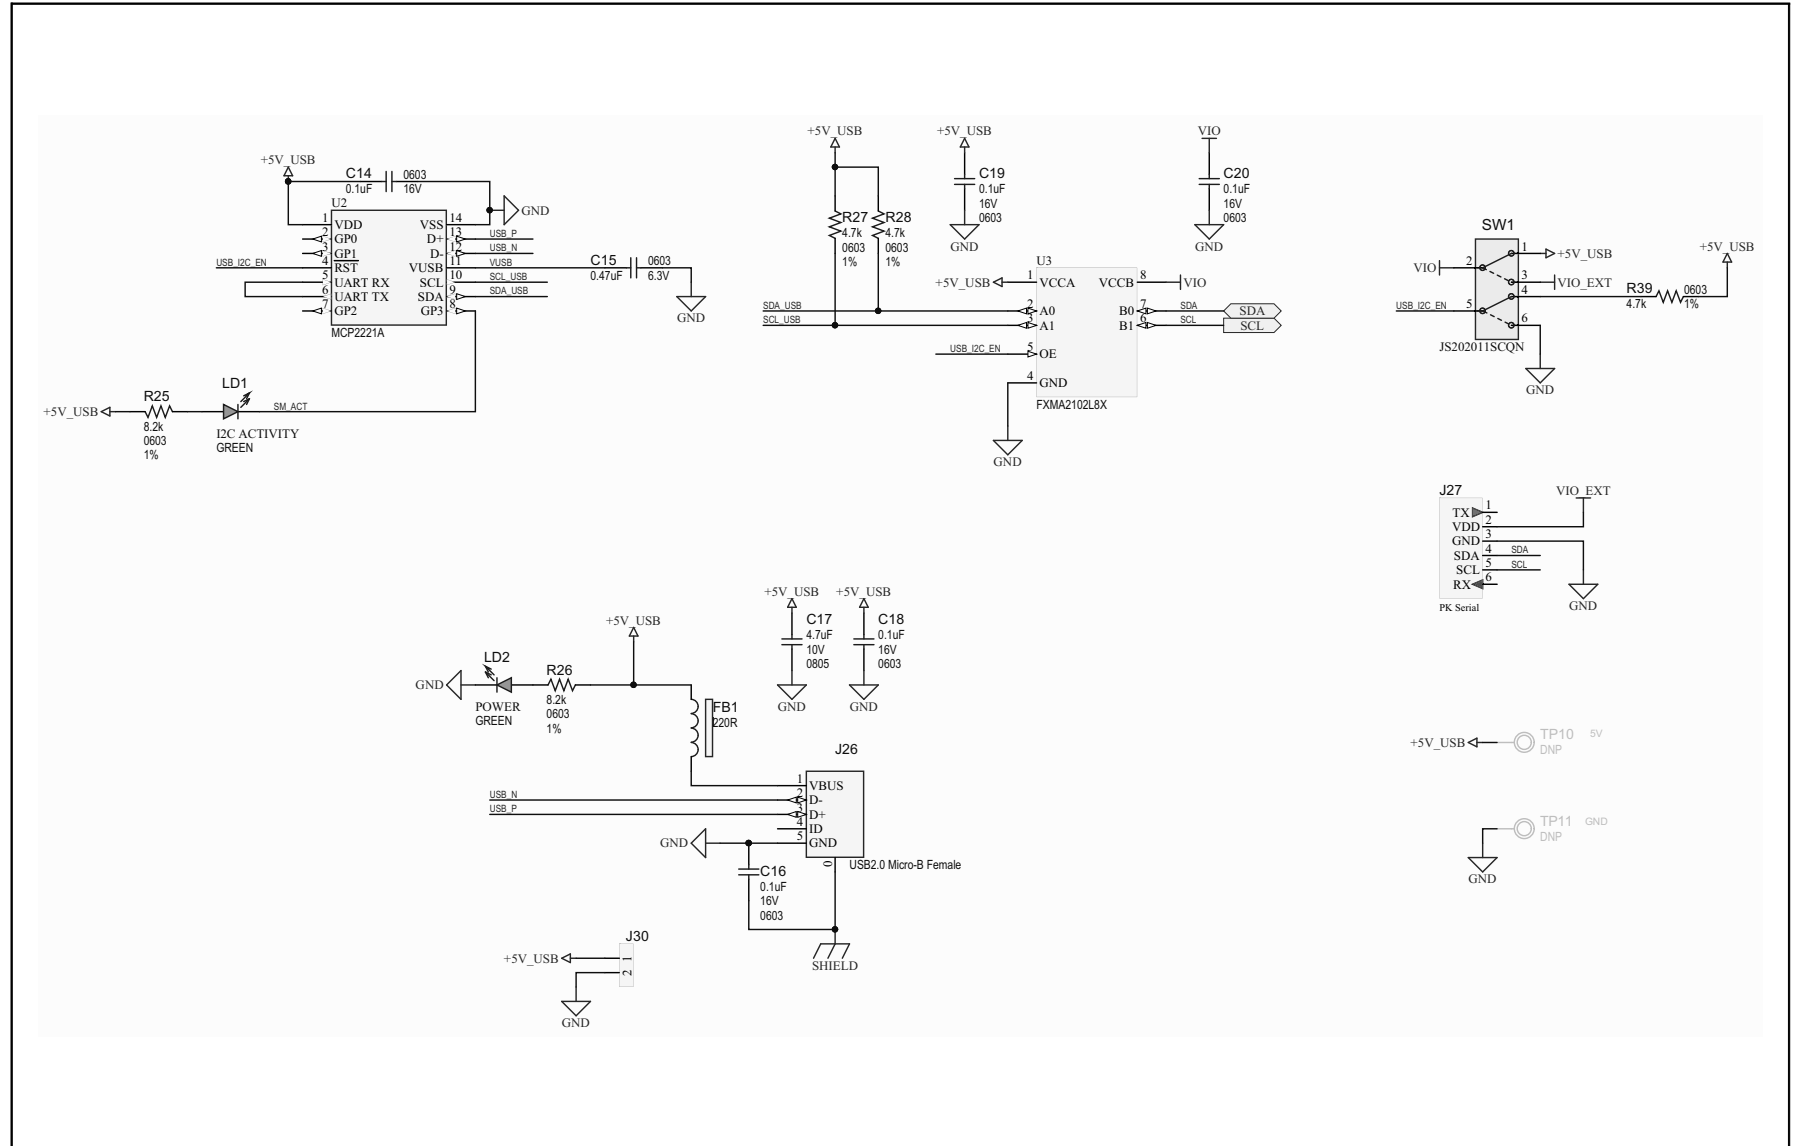 +5V_USB
C14
0.1uF
0603
16V
U2
GND
1
VDD
2
GP0
3
GP1
4
RST
5
UART RX
6
UART TX
7
GP2
VSS
14
D+
13
D-
12
VUSB
11
SCL
10
SDA
9
GP3
8
MCP2221A
USB_I2C_EN
USB_P
USB_N
VUSB
SCL_USB
SDA_USB
C15
0.47uF
0603
6.3V
GND
+5V_USB
R25
8.2k
0603
1%
LD1
I2C ACTIVITY
GREEN
SM_ACT
+5V_USB
R27
4.7k
0603
1%
R28
4.7k
0603
1%
+5V_USB
C19
0.1uF
16V
0603
GND
VIO
C20
0.1uF
16V
0603
GND
U3
+5V_USB
1
VCCA
VCCB
8
VIO
SDA_USB
2
A0
B0
7
SDA
SDA
SCL_USB
3
A1
B1
6
SCL
SCL
USB_I2C_EN
5
OE
4
GND
FXMA2102L8X
GND
SW1
1
+5V_USB
VIO
2
3
VIO_EXT
4
R39
4.7k
0603
1%
+5V_USB
USB_I2C_EN
5
6
JS202011SCQN
GND
J27
VIO_EXT
TX
1
VDD
2
GND
3
SDA
4
SDA
SCL
5
SCL
RX
6
PK Serial
GND
+5V_USB
C17
4.7uF
10V
0805
GND
+5V_USB
C18
0.1uF
16V
0603
GND
+5V_USB
LD2
GND
POWER
GREEN
R26
8.2k
0603
1%
FB1
220R
J26
1
VBUS
USB_N
2
D-
USB_P
3
D+
4
ID
GND
5
GND
0
USB2.0 Micro-B Female
C16
0.1uF
16V
0603
SHIELD
J30
+5V_USB
1
2
GND
+5V_USB
TP10
5V
DNP
TP11
GND
DNP
GND